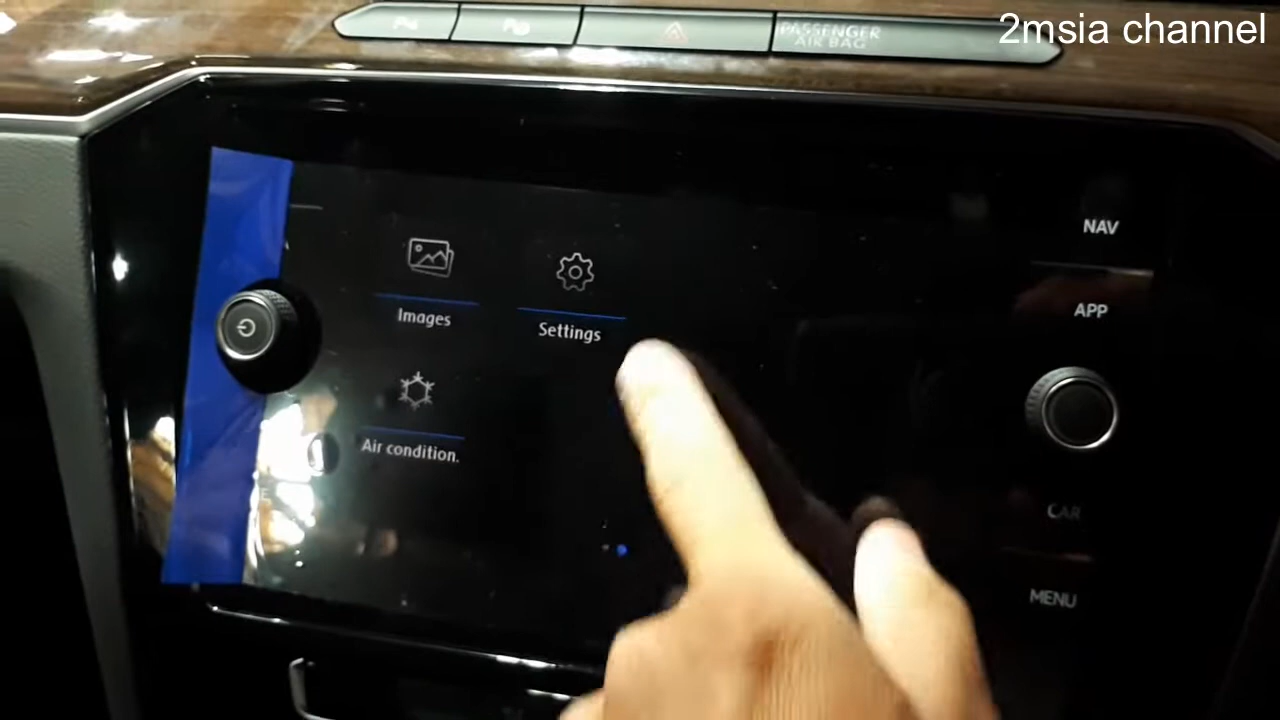 2msia channel
PASSENGER
AIR BAG
NAV
APP
Images
Settings
Air condition.
CAR
MENU